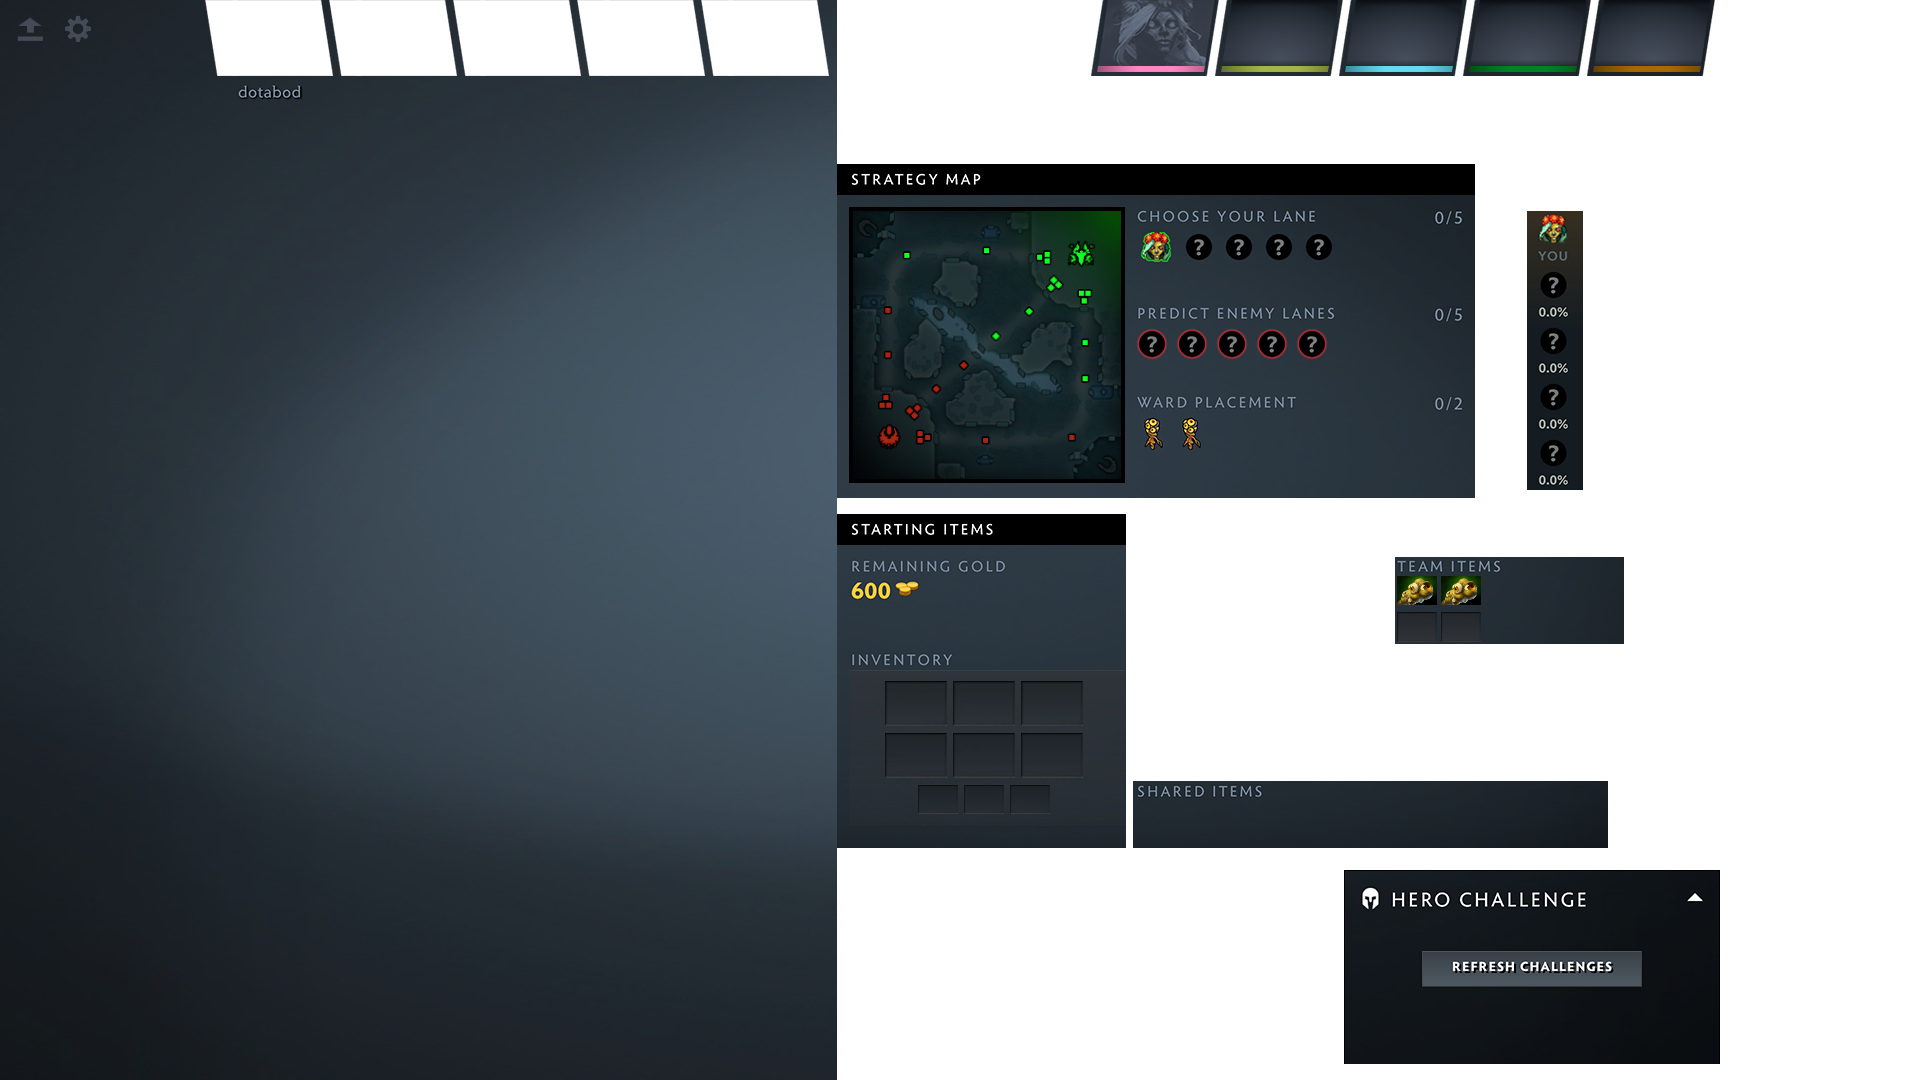 dotabod
STRATEGY MAP
CHOOSE YOUR LANE
0/5
? ? ? ?
PREDICT ENEMY LANES
0/5
? ? ? ? ?
WARD PLACEMENT
0/2
YOU
?
0.0%
?
0.0%
?
0.0%
?
0.0%
STARTING ITEMS
REMAINING GOLD
600
INVENTORY
TEAM ITEMS
SHARED ITEMS
HERO CHALLENGE
REFRESH CHALLENGES